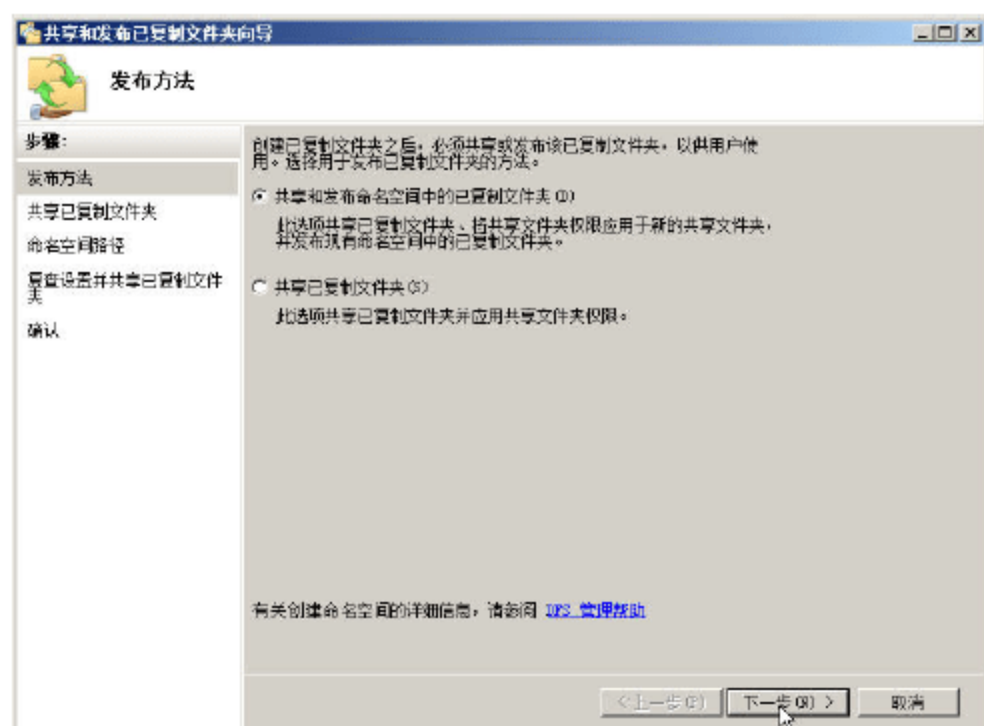 共享和发布已复制文件夹向导
发布方法
步骤:
发布方法
共享已复制文件夹
命名空间路径
复查设置并共享已复制文件
夹
确认
创建已复制文件夹之后,必须共享或发布该已复制文件夹,以供用户使
用。选择用于发布已复制文件夹的方法。
共享和发布命名空间中的已复制文件夹(D)
此选项共享已复制文件夹、将共享文件夹权限应用于新的共享文件夹,
并发布现有命名空间中的已复制文件夹。
共享已复制文件夹(S)
此选项共享已复制文件夹并应用共享文件夹权限。
有关创建命名空间的详细信息,请参阅 DFS 管理帮助
<上一步(P)
下一步(N) >
取消